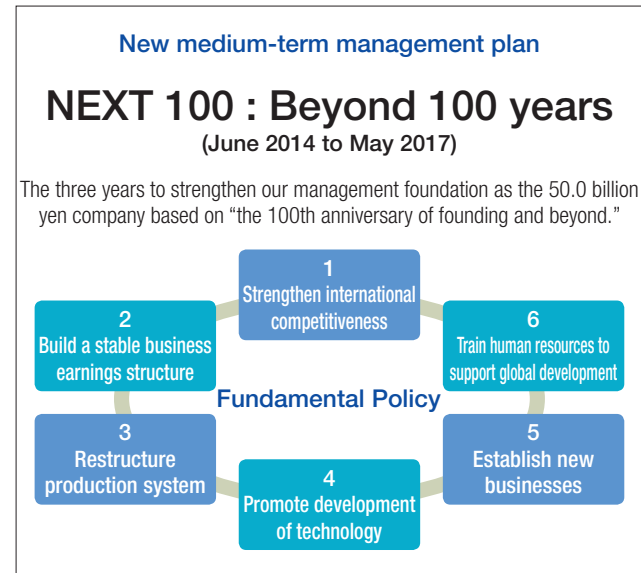 New medium-term management plan
NEXT 100 : Beyond 100 years
(June 2014 to May 2017)
The three years to strengthen our management foundation as the 50.0 billion
yen company based on “the 100th anniversary of founding and beyond.”
1
Strengthen international
competitiveness
2
Build a stable business
earnings structure
6
Train human resources to
support global development
Fundamental Policy
3
Restructure
production system
5
Establish new
businesses
4
Promote development
of technology